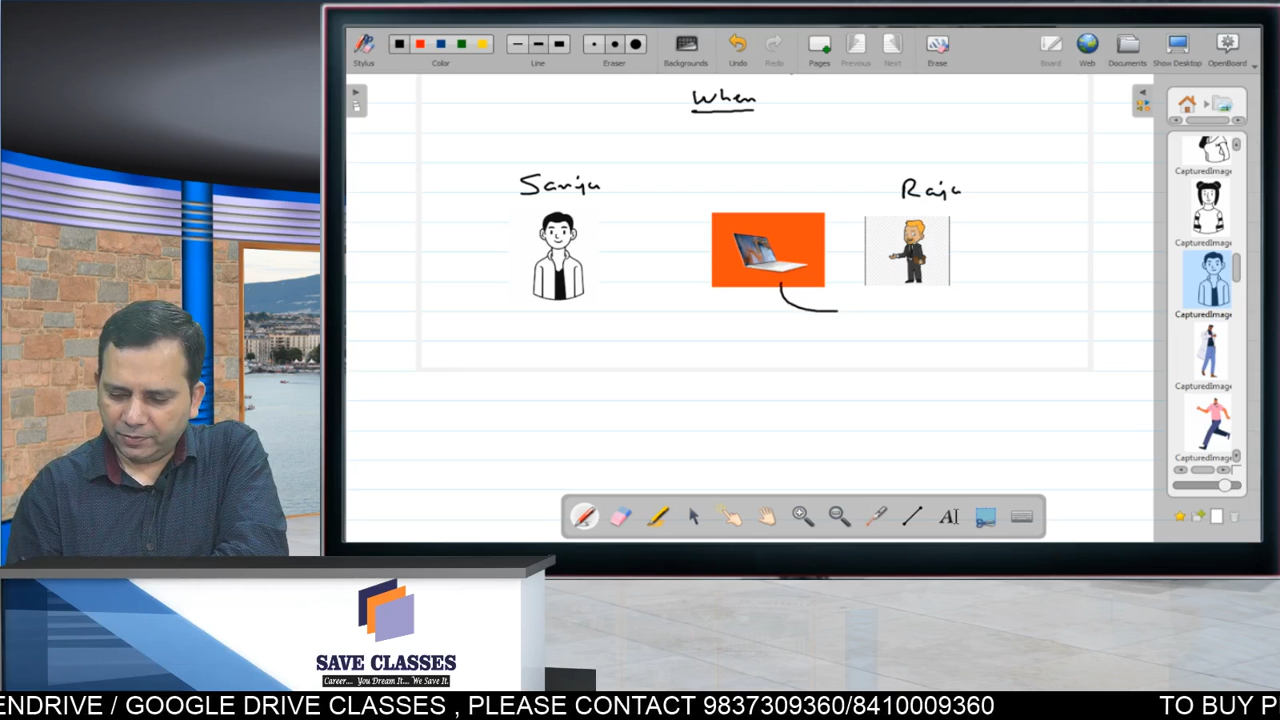 Stylus
Color
Line
Eraser
Backgrounds
Undo
Redo
Pages
Previous
Next
Erase
Board
Web
Documents
Show Desktop
OpenBoard
When
Sanju
Raju
CapturedImage
CapturedImage
CapturedImage
CapturedImage
CapturedImage
AI
SAVE CLASSES
Career.... You Dream It... We Save It.
ENDRIVE / GOOGLE DRIVE CLASSES , PLEASE CONTACT 9837309360/8410009360 TO BUY P